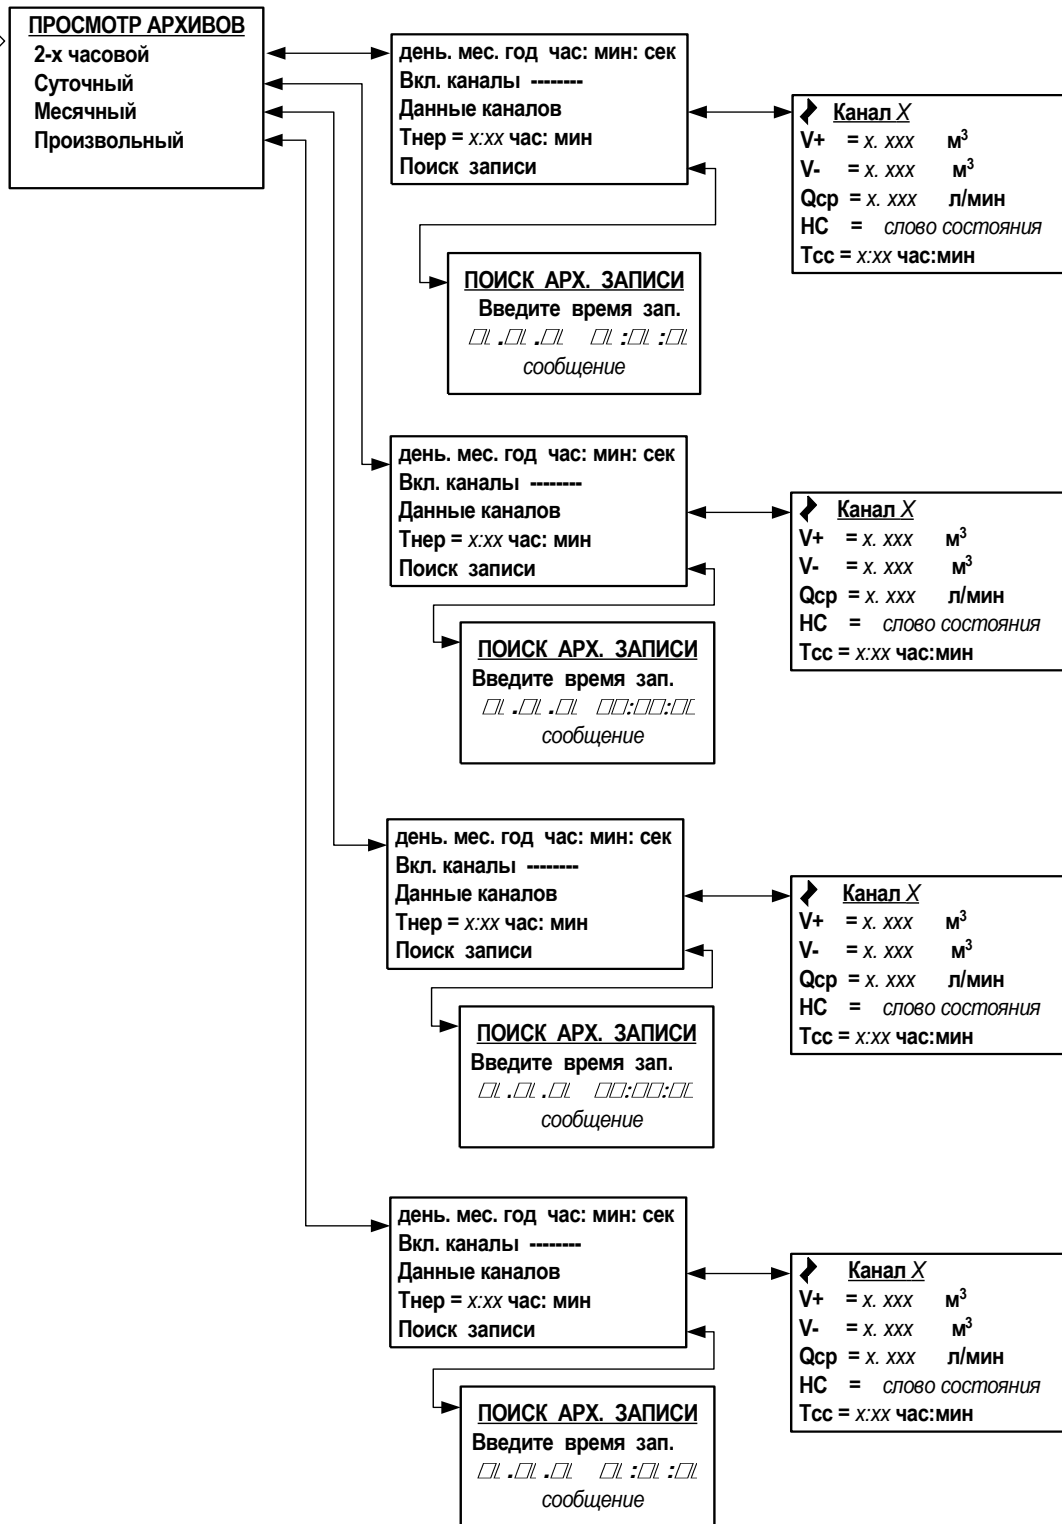 ПРОСМОТР АРХИВОВ
2-х часовой
Суточный
Месячный
Произвольный
день. мес. год час: мин: сек
Вкл. каналы --------
Данные каналов
Тнер = x:xx час: мин
Поиск записи
Канал X
V+ = x. xxx м³
V- = x. xxx м³
Qср = x. xxx л/мин
НС = слово состояния
Тсс = x:xx час:мин
ПОИСК АРХ. ЗАПИСИ
Введите время зап.
сообщение
день. мес. год час: мин: сек
Вкл. каналы --------
Данные каналов
Тнер = x:xx час: мин
Поиск записи
Канал X
V+ = x. xxx м³
V- = x. xxx м³
Qср = x. xxx л/мин
НС = слово состояния
Тсс = x:xx час:мин
ПОИСК АРХ. ЗАПИСИ
Введите время зап.
сообщение
день. мес. год час: мин: сек
Вкл. каналы --------
Данные каналов
Тнер = x:xx час: мин
Поиск записи
Канал X
V+ = x. xxx м³
V- = x. xxx м³
Qср = x. xxx л/мин
НС = слово состояния
Тсс = x:xx час:мин
ПОИСК АРХ. ЗАПИСИ
Введите время зап.
сообщение
день. мес. год час: мин: сек
Вкл. каналы --------
Данные каналов
Тнер = x:xx час: мин
Поиск записи
Канал X
V+ = x. xxx м³
V- = x. xxx м³
Qср = x. xxx л/мин
НС = слово состояния
Тсс = x:xx час:мин
ПОИСК АРХ. ЗАПИСИ
Введите время зап.
сообщение